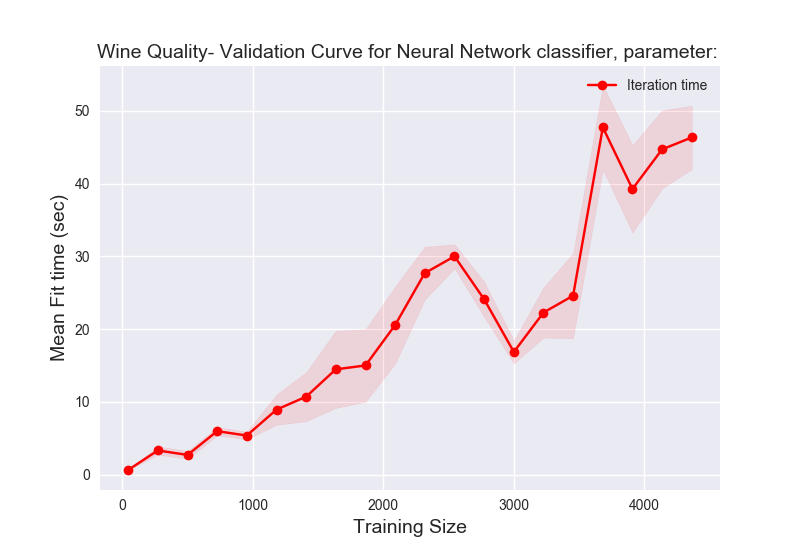 Wine Quality- Validation Curve for Neural Network classifier, parameter:
Iteration time
Mean Fit time (sec)
50
40
30
20
10
0
0 1000 2000 3000 4000
Training Size